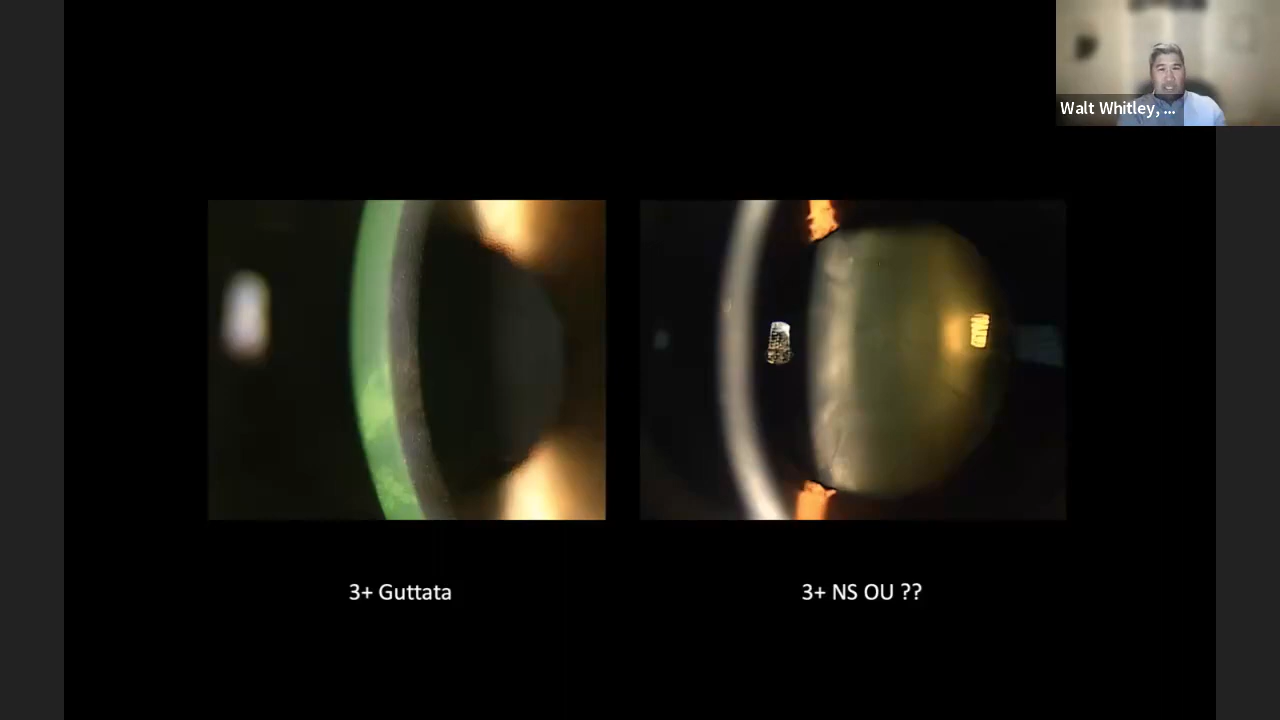 Walt Whitley, ...
3+ Guttata
3+ NS OU ??